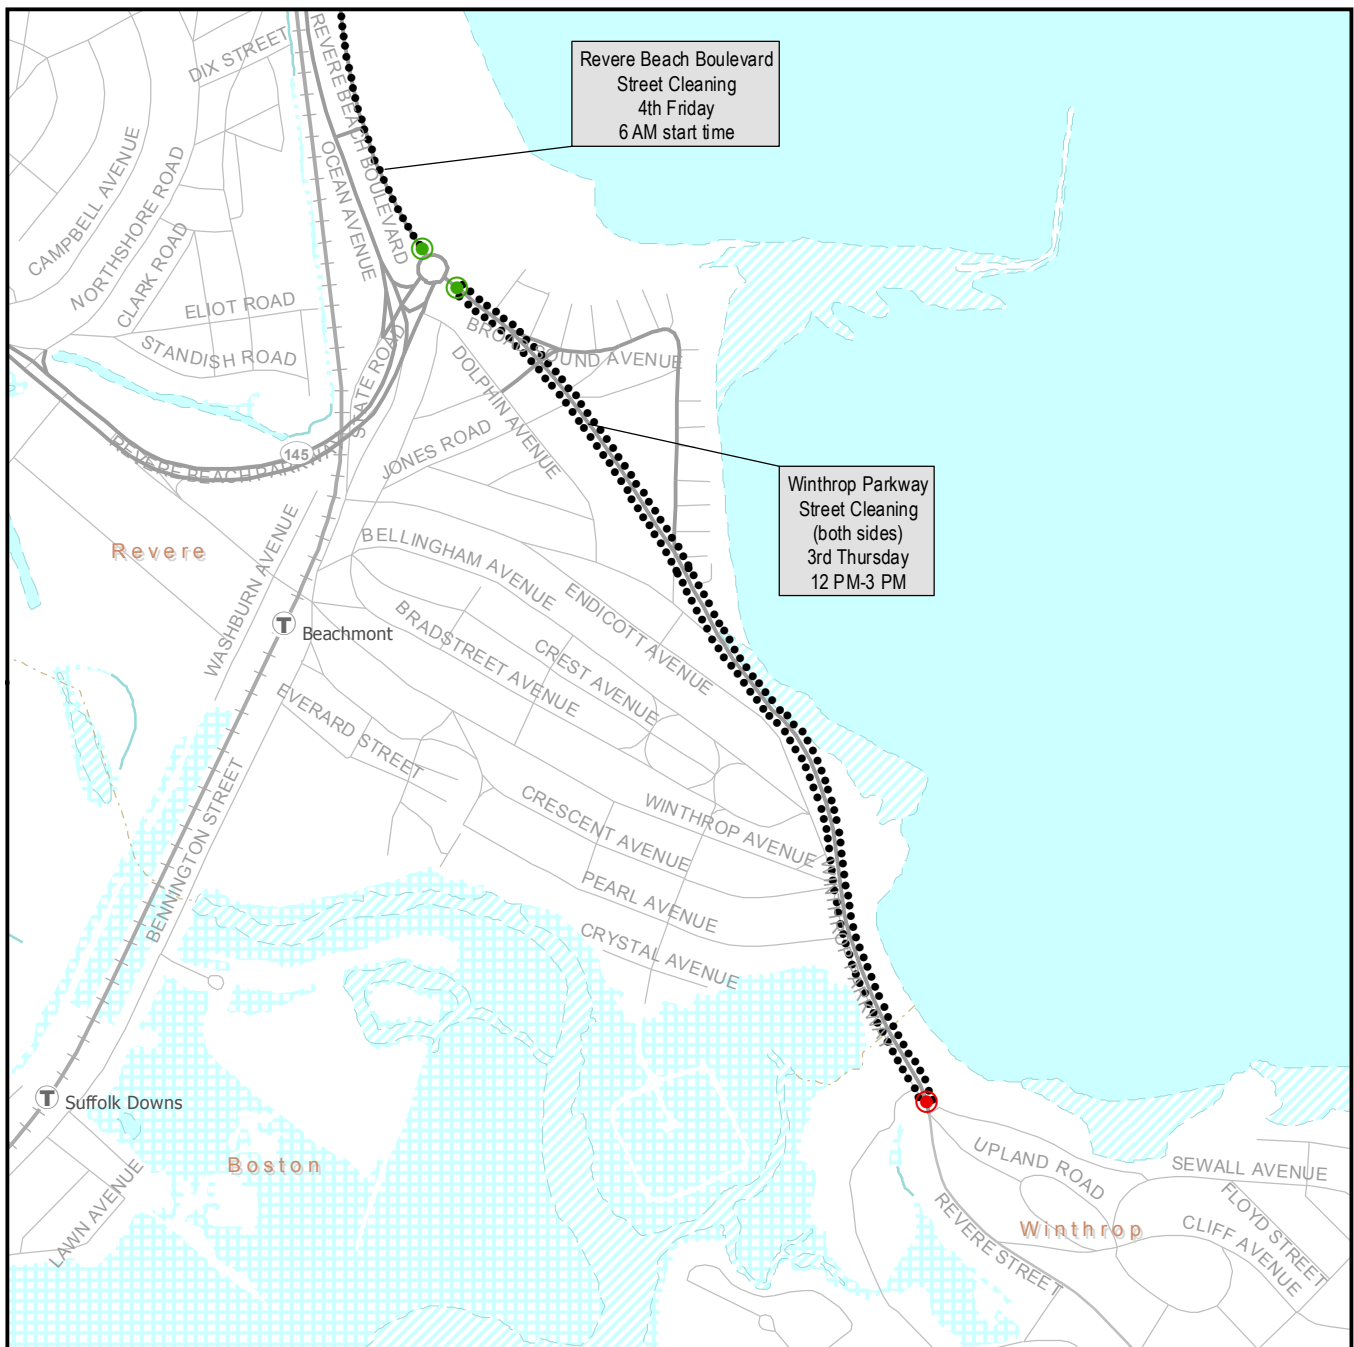 Revere Beach Boulevard
Street Cleaning
4th Friday
6 AM start time
DIX STREET
REVERE BEACH BOULEVARD
OCEAN AVENUE
CAMPBELL AVENUE
NORTHSHORE ROAD
CLARK ROAD
ELIOT ROAD
STANDISH ROAD
STATE ROAD
DOLPHIN AVENUE
JONES ROAD
145
Winthrop Parkway
Street Cleaning
(both sides)
3rd Thursday
12 PM-3 PM
Revere
WASHBURN AVENUE
BELLINGHAM AVENUE
ENDICOTT AVENUE
BRADSTREET AVENUE
CREST AVENUE
T
Beachmont
EVERARD STREET
BENNINGTON STREET
CRESCENT AVENUE
WINTHROP AVENUE
PEARL AVENUE
CRYSTAL AVENUE
T
Suffolk Downs
Boston
LAWN AVENUE
UPLAND ROAD
SEWALL AVENUE
FLOYD STREET
CLIFF AVENUE
Winthrop
REVERE STREET